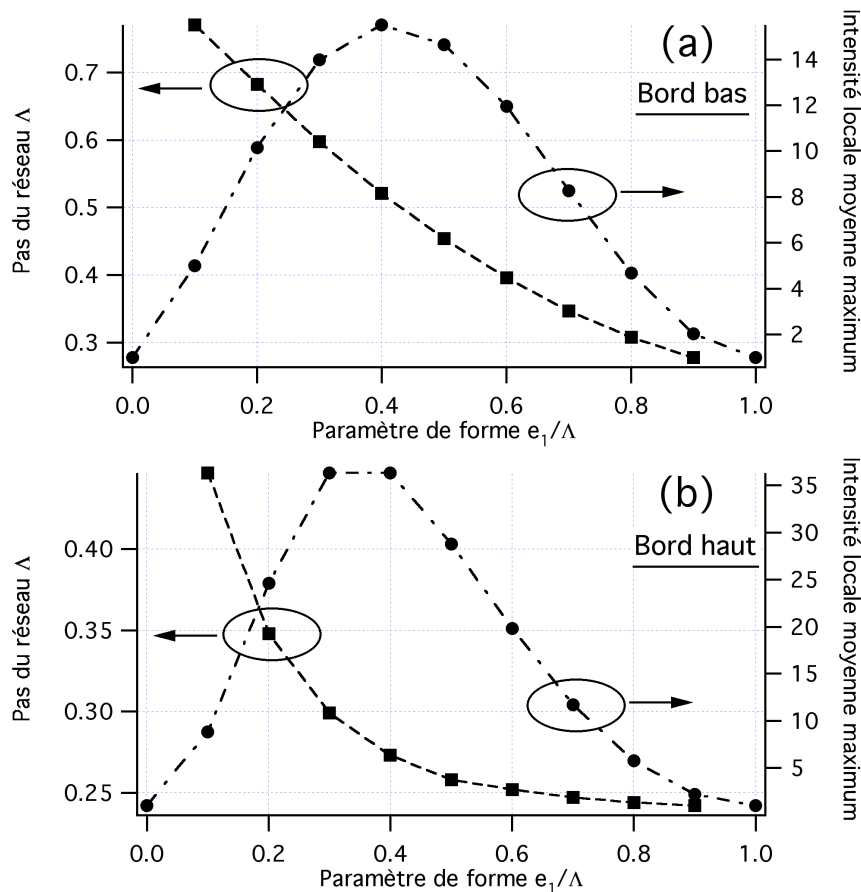 (a)
Bord bas
Pas du réseau Λ
0.7
0.6
0.5
0.4
0.3
14
12
10
8
6
4
2
Intensité locale moyenne maximum
0.0 0.2 0.4 0.6 0.8 1.0
Paramètre de forme e₁/Λ
(b)
Bord haut
Pas du réseau Λ
0.40
0.35
0.30
0.25
35
30
25
20
15
10
5
Intensité locale moyenne maximum
0.0 0.2 0.4 0.6 0.8 1.0
Paramètre de forme e₁/Λ